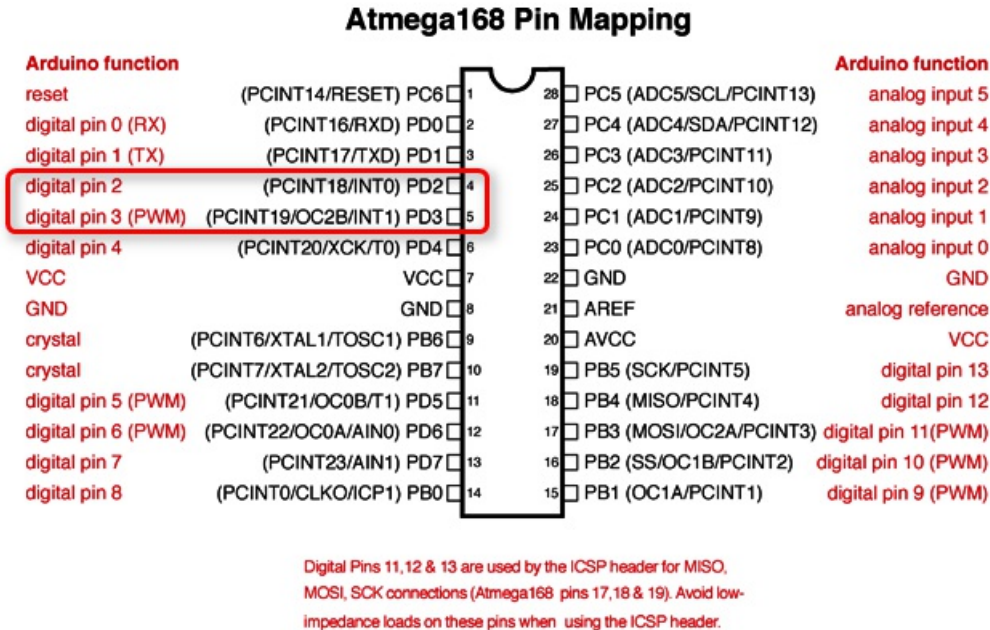 Atmega168 Pin Mapping
Arduino function Arduino function
reset (PCINT14/RESET) PC6 1 28 PC5 (ADC5/SCL/PCINT13) analog input 5
digital pin 0 (RX) (PCINT16/RXD) PD0 2 27 PC4 (ADC4/SDA/PCINT12) analog input 4
digital pin 1 (TX) (PCINT17/TXD) PD1 3 26 PC3 (ADC3/PCINT11) analog input 3
digital pin 2 (PCINT18/INT0) PD2 4 25 PC2 (ADC2/PCINT10) analog input 2
digital pin 3 (PWM) (PCINT19/OC2B/INT1) PD3 5 24 PC1 (ADC1/PCINT9) analog input 1
digital pin 4 (PCINT20/XCK/T0) PD4 6 23 PC0 (ADC0/PCINT8) analog input 0
VCC VCC 7 22 GND GND
GND GND 8 21 AREF analog reference
crystal (PCINT6/XTAL1/TOSC1) PB6 9 20 AVCC VCC
crystal (PCINT7/XTAL2/TOSC2) PB7 10 19 PB5 (SCK/PCINT5) digital pin 13
digital pin 5 (PWM) (PCINT21/OC0B/T1) PD5 11 18 PB4 (MISO/PCINT4) digital pin 12
digital pin 6 (PWM) (PCINT22/OC0A/AIN0) PD6 12 17 PB3 (MOSI/OC2A/PCINT3) digital pin 11(PWM)
digital pin 7 (PCINT23/AIN1) PD7 13 16 PB2 (SS/OC1B/PCINT2) digital pin 10 (PWM)
digital pin 8 (PCINT0/CLKO/ICP1) PB0 14 15 PB1 (OC1A/PCINT1) digital pin 9 (PWM)
Digital Pins 11,12 & 13 are used by the ICSP header for MISO,
MOSI, SCK connections (Atmega168 pins 17,18 & 19). Avoid low-
impedance loads on these pins when using the ICSP header.